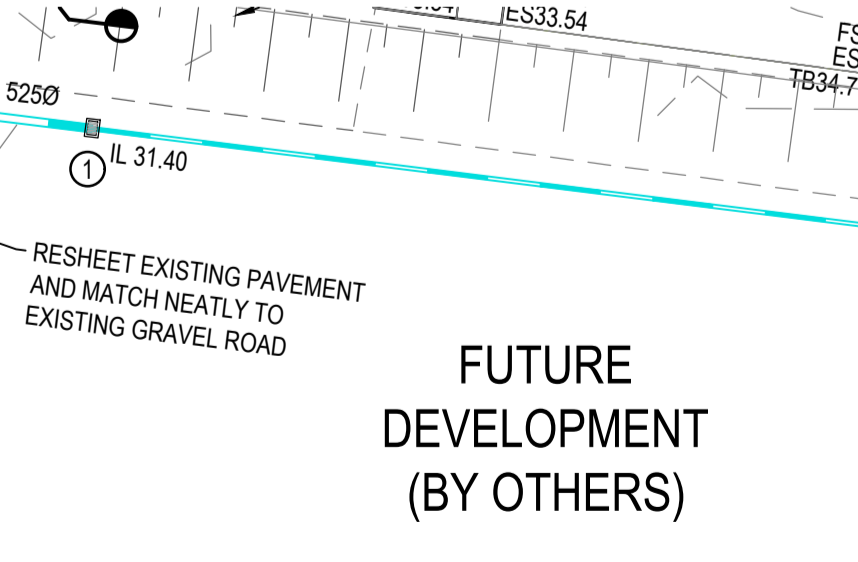 ES33.54
FS
ES
TB34.7
525Ø
IL 31.40
1
RESHEET EXISTING PAVEMENT
AND MATCH NEATLY TO
EXISTING GRAVEL ROAD
FUTURE
DEVELOPMENT
(BY OTHERS)